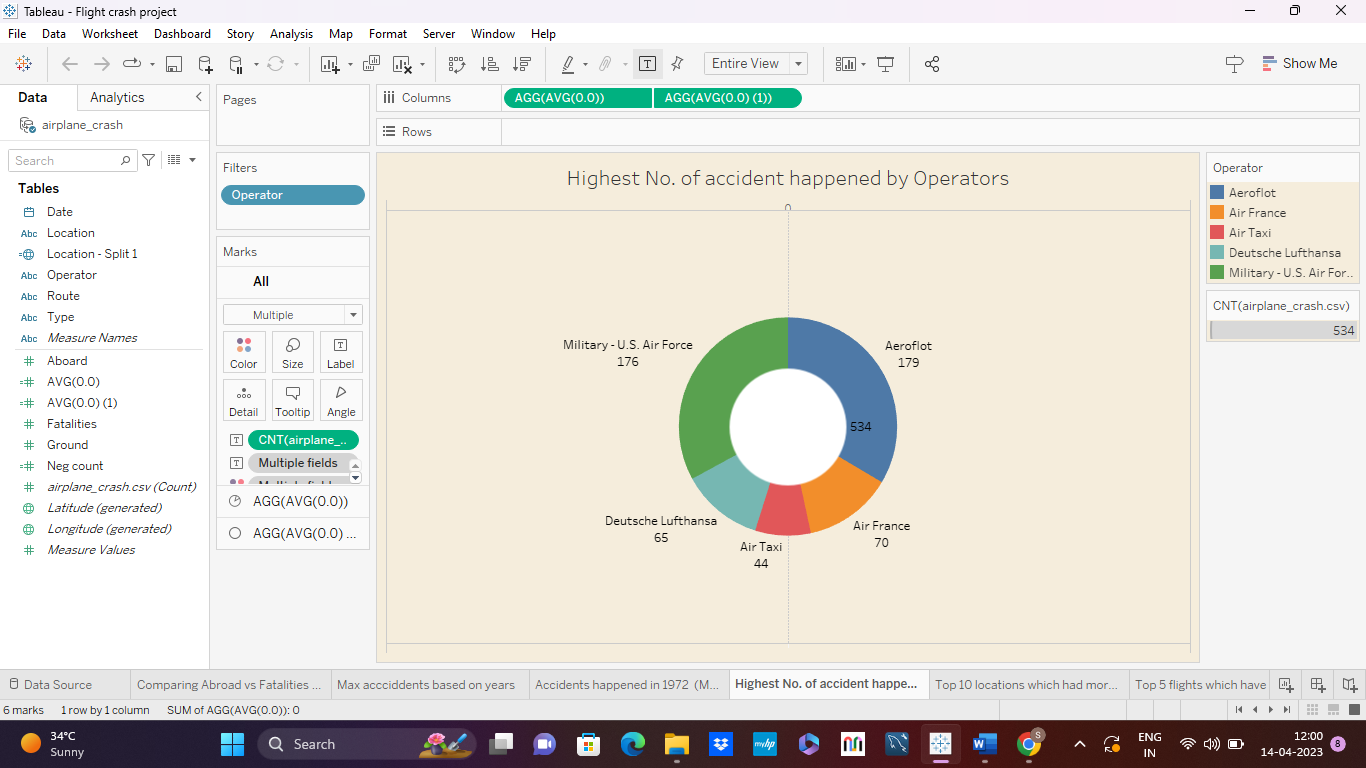 Tableau - Flight crash project
File Data Worksheet Dashboard Story Analysis Map Format Server Window Help
Entire View
Show Me
Data Analytics
airplane_crash
Search
Tables
Date
Abc Location
Location - Split 1
Abc Operator
Abc Route
Abc Type
Abc Measure Names
Aboard
AVG(0.0)
AVG(0.0) (1)
Fatalities
Ground
Neg count
airplane_crash.csv (Count)
Latitude (generated)
Longitude (generated)
Measure Values
Pages
Filters
Operator
Marks
All
Multiple
Color Size Label
Detail Tooltip Angle
CNT(airplane_..
Multiple fields
AGG(AVG(0.0))
AGG(AVG(0.0) ...
Columns AGG(AVG(0.0)) AGG(AVG(0.0) (1))
Rows
Highest No. of accident happened by Operators
0
Military - U.S. Air Force
176
Aeroflot
179
534
Deutsche Lufthansa
65
Air Taxi
44
Air France
70
Operator
Aeroflot
Air France
Air Taxi
Deutsche Lufthansa
Military - U.S. Air For..
CNT(airplane_crash.csv)
534
Data Source Comparing Abroad vs Fatalities ... Max accciddents based on years Accidents happened in 1972 (M... Highest No. of accident happe... Top 10 locations which had mor... Top 5 flights which have
6 marks 1 row by 1 column SUM of AGG(AVG(0.0)): 0
34°C
Sunny
Search
myhp
S
ENG
IN
12:00
14-04-2023
8